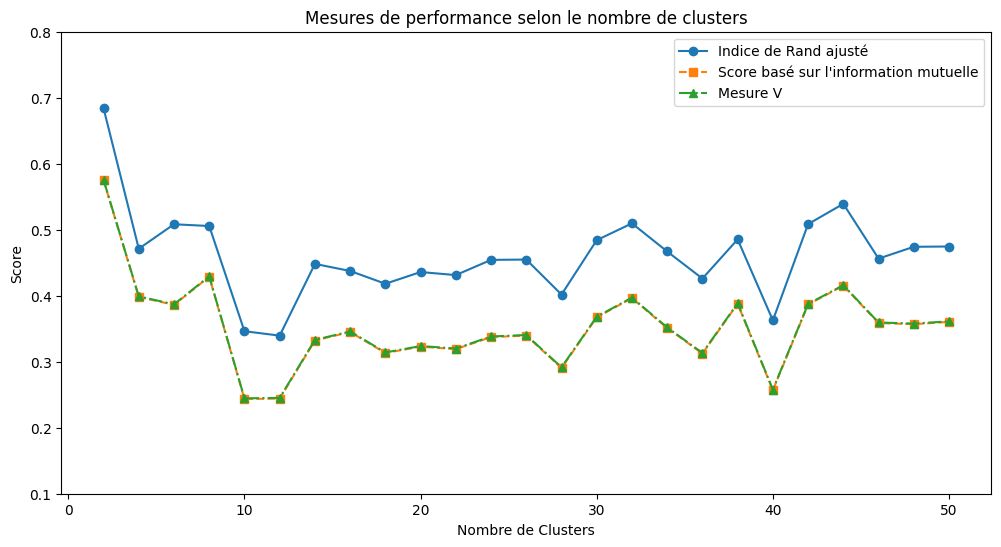 Mesures de performance selon le nombre de clusters
Indice de Rand ajusté
Score basé sur l'information mutuelle
Mesure V
Score
0.8
0.7
0.6
0.5
0.4
0.3
0.2
0.1
0 10 20 30 40 50
Nombre de Clusters